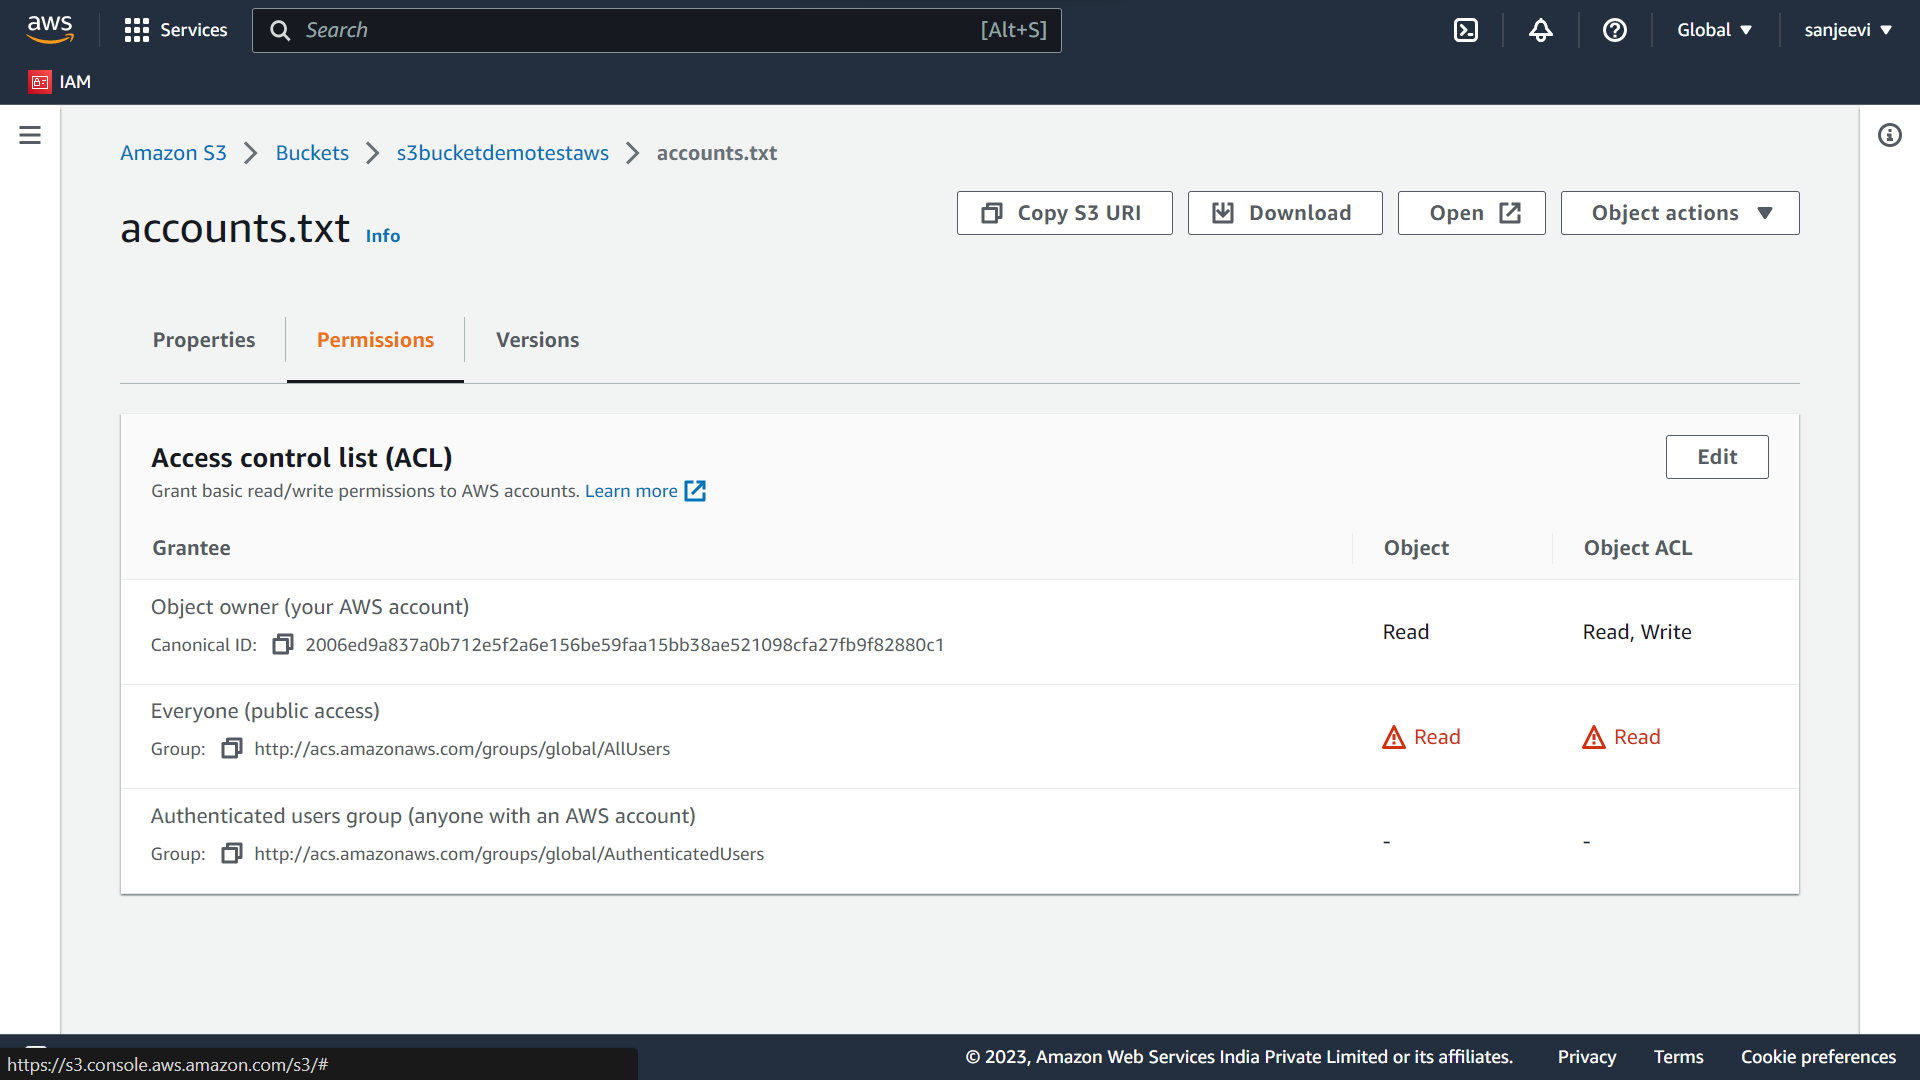 aws
Services
Search
[Alt+S]
Global
sanjeevi
IAM
Amazon S3
Buckets
s3bucketdemotestaws
accounts.txt
accounts.txt
Info
Copy S3 URI
Download
Open
Object actions
Properties
Permissions
Versions
Access control list (ACL)
Edit
Grant basic read/write permissions to AWS accounts. Learn more
Grantee
Object
Object ACL
Object owner (your AWS account)
Canonical ID: 2006ed9a837a0b712e5f2a6e156be59faa15bb38ae521098cfa27fb9f82880c1
Read
Read, Write
Everyone (public access)
Group: http://acs.amazonaws.com/groups/global/AllUsers
Read
Read
Authenticated users group (anyone with an AWS account)
Group: http://acs.amazonaws.com/groups/global/AuthenticatedUsers
-
-
© 2023, Amazon Web Services India Private Limited or its affiliates.
Privacy
Terms
Cookie preferences
https://s3.console.aws.amazon.com/s3/#